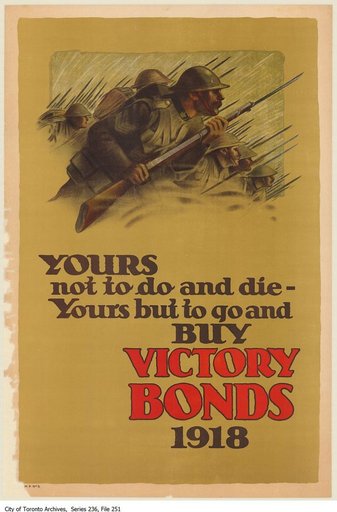 YOURS
not to do and die -
Yours but to go and
BUY
VICTORY
BONDS
1918
City of Toronto Archives, Series 236, File 251